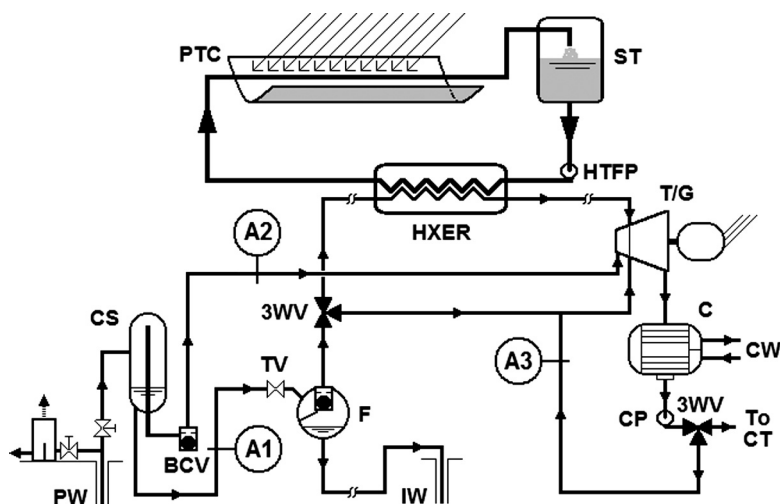 PTC
ST
HTFP
T/G
HXER
A2
CS
3WV
C
CW
A3
TV
F
CP
3WV
To
CT
BCV
A1
PW
IW